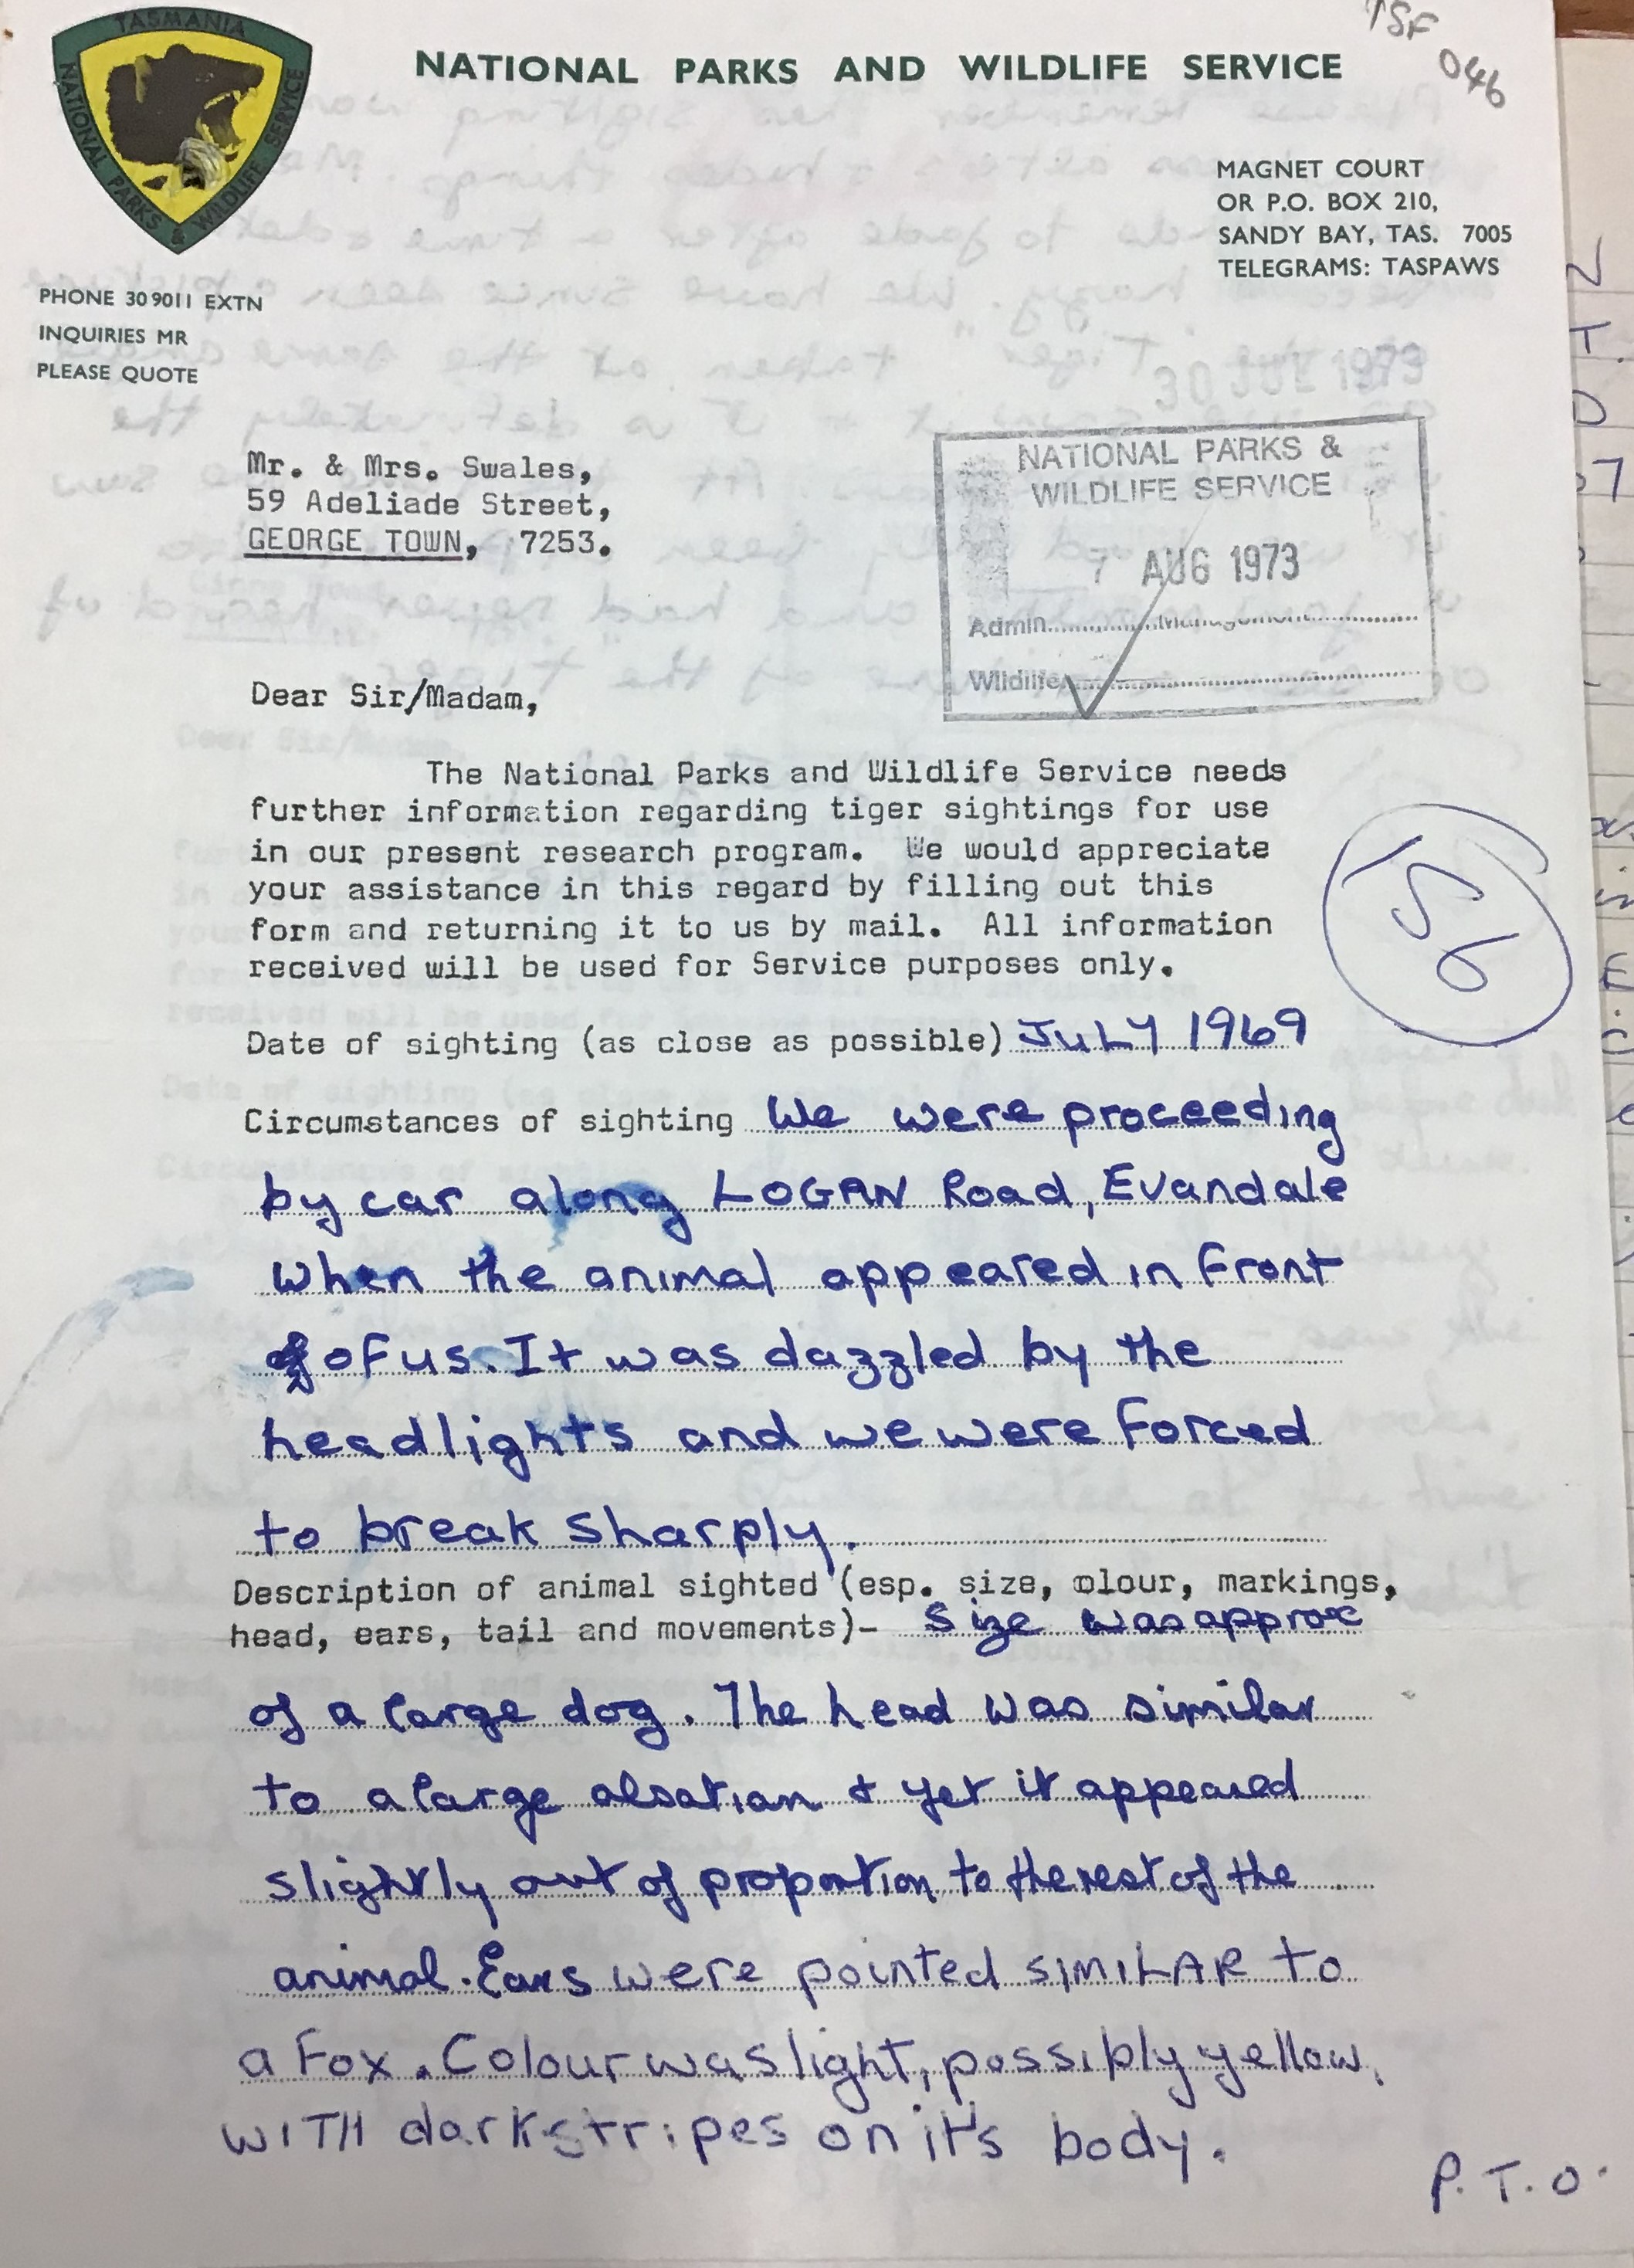 TASMANIA
NATIONAL PARKS & WILDLIFE SERVICE
NATIONAL PARKS AND WILDLIFE SERVICE
TSF
046
MAGNET COURT
OR P.O. BOX 210,
SANDY BAY, TAS. 7005
TELEGRAMS: TASPAWS
PHONE 30 9011 EXTN
INQUIRIES MR
PLEASE QUOTE
30 JUL 1973
Mr. & Mrs. Swales,
59 Adeliade Street,
GEORGE TOWN, 7253.
NATIONAL PARKS &
WILDLIFE SERVICE
7 AUG 1973
Admin. Management
Wildlife
Dear Sir/Madam,
The National Parks and Wildlife Service needs
further information regarding tiger sightings for use
in our present research program. We would appreciate
your assistance in this regard by filling out this
form and returning it to us by mail. All information
received will be used for Service purposes only.
56
Date of sighting (as close as possible) JULY 1969
Circumstances of sighting We were proceeding
by car along LOGAN Road, Evandale
when the animal appeared in front
of us. It was dazzled by the
headlights and we were forced
to break sharply.
Description of animal sighted (esp. size, olour, markings,
head, ears, tail and movements)- Size was approx
of a large dog. The head was similar
to a large alsatian & yet it appeared
slightly out of proportion to the rest of the
animal. Ears were pointed SIMILAR to
a fox. Colour was light, possibly yellow,
WITH dark stripes on it's body.
P.T.O.